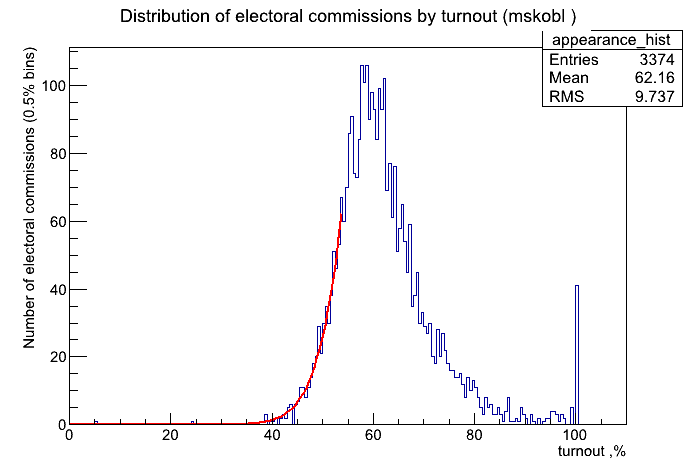 Distribution of electoral commissions by turnout (mskobl )
appearance_hist
Entries 3374
Mean 62.16
RMS 9.737
Number of electoral commissions (0.5% bins)
100
80
60
40
20
0
0 20 40 60 80 100
turnout ,%